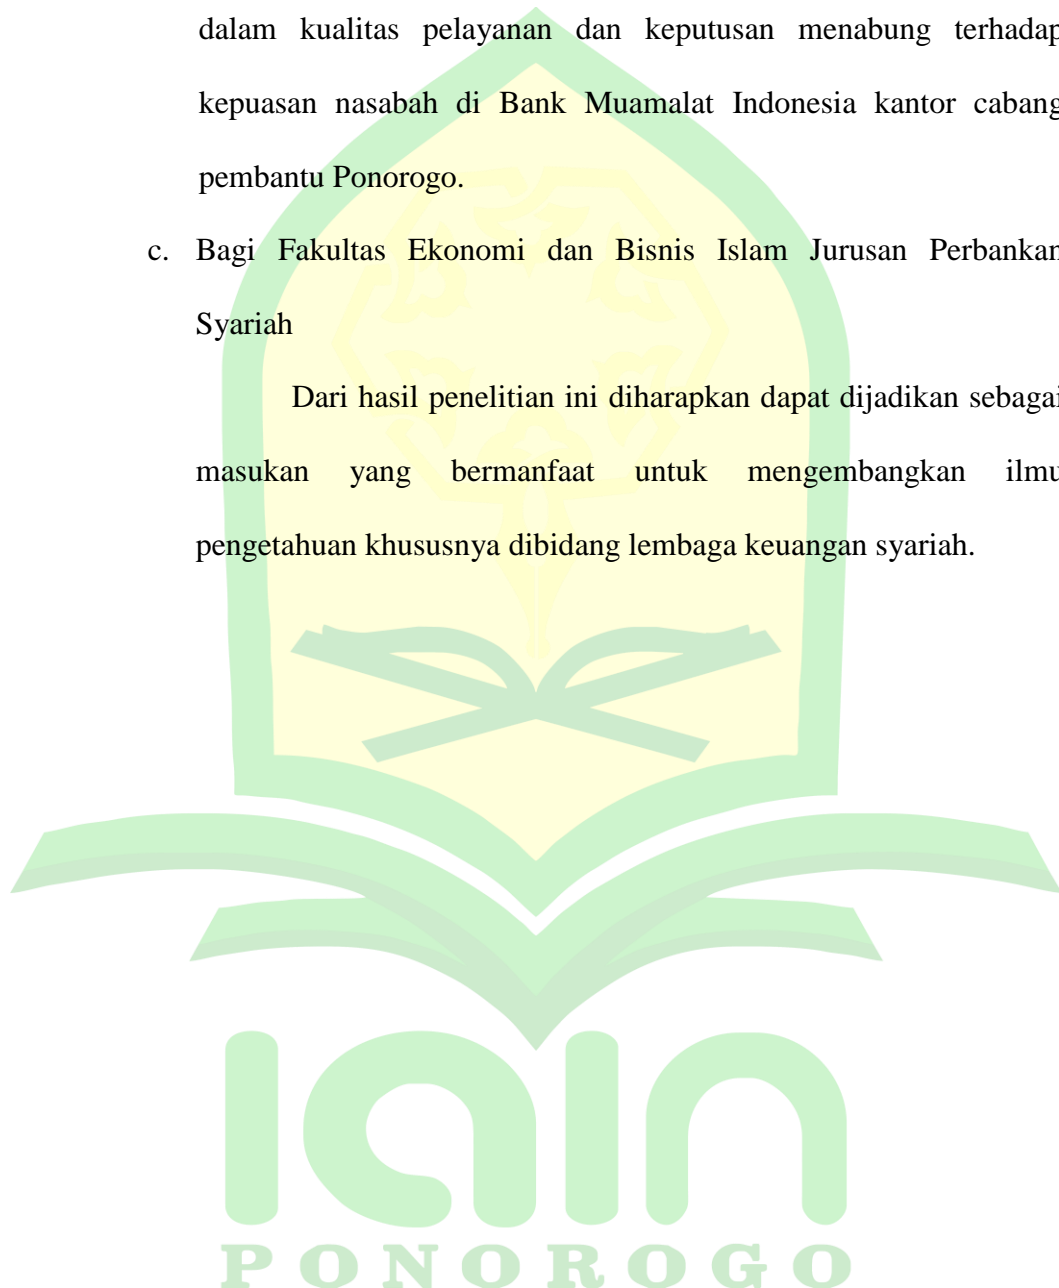 dalam kualitas pelayanan dan keputusan menabung terhadap
kepuasan nasabah di Bank Muamalat Indonesia kantor cabang
pembantu Ponorogo.
c. Bagi Fakultas Ekonomi dan Bisnis Islam Jurusan Perbankan
Syariah
Dari hasil penelitian ini diharapkan dapat dijadikan sebagai
masukan yang bermanfaat untuk mengembangkan ilmu
pengetahuan khususnya dibidang lembaga keuangan syariah.
iain
PONOROGO